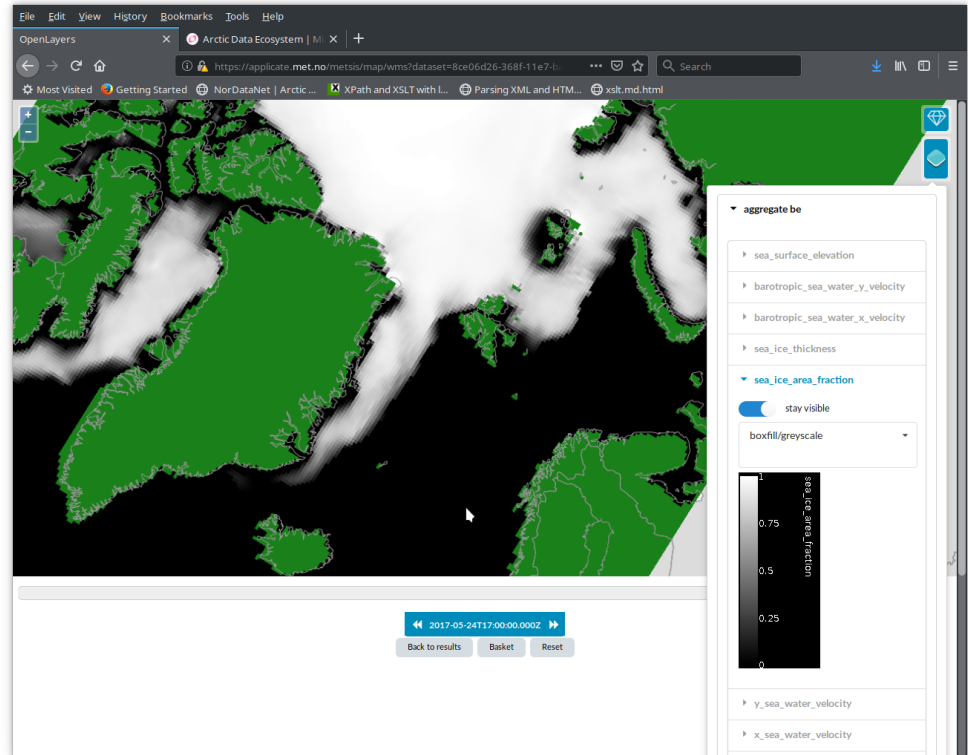 File Edit View History Bookmarks Tools Help
OpenLayers
Arctic Data Ecosystem | M
https://applicate.met.no/metsis/map/wms?dataset=8ce06d26-368f-11e7-b
Search
Most Visited Getting Started NorDataNet | Arctic ... XPath and XSLT with l... Parsing XML and HTM... xslt.md.html
+
−
aggregate be
sea_surface_elevation
barotropic_sea_water_y_velocity
barotropic_sea_water_x_velocity
sea_ice_thickness
sea_ice_area_fraction
stay visible
boxfill/greyscale
1
0.75
0.5
0.25
0
sea_ice_area_fraction
y_sea_water_velocity
x_sea_water_velocity
2017-05-24T17:00:00.000Z
Back to results Basket Reset